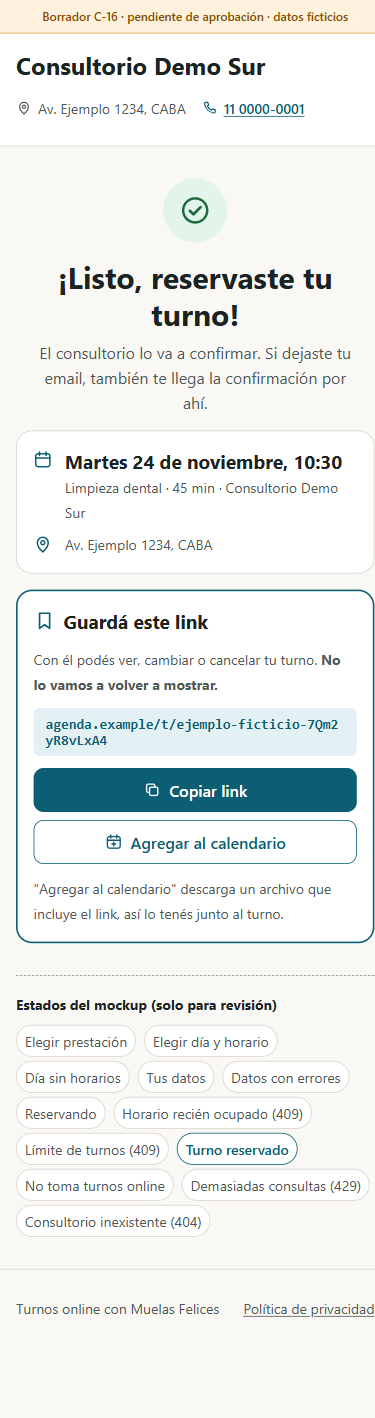 Borrador C-16 · pendiente de aprobación · datos ficticios
Consultorio Demo Sur
Av. Ejemplo 1234, CABA 11 0000-0001
¡Listo, reservaste tu
turno!
El consultorio lo va a confirmar. Si dejaste tu
email, también te llega la confirmación por
ahí.
Martes 24 de noviembre, 10:30
Limpieza dental · 45 min · Consultorio Demo
Sur
Av. Ejemplo 1234, CABA
Guardá este link
Con él podés ver, cambiar o cancelar tu turno. No
lo vamos a volver a mostrar.
agenda.example/t/ejemplo-ficticio-7Qm2
yR8vLxA4
Copiar link
Agregar al calendario
"Agregar al calendario" descarga un archivo que
incluye el link, así lo tenés junto al turno.
Estados del mockup (solo para revisión)
Elegir prestación Elegir día y horario
Día sin horarios Tus datos Datos con errores
Reservando Horario recién ocupado (409)
Límite de turnos (409) Turno reservado
No toma turnos online Demasiadas consultas (429)
Consultorio inexistente (404)
Turnos online con Muelas Felices Política de privacidad